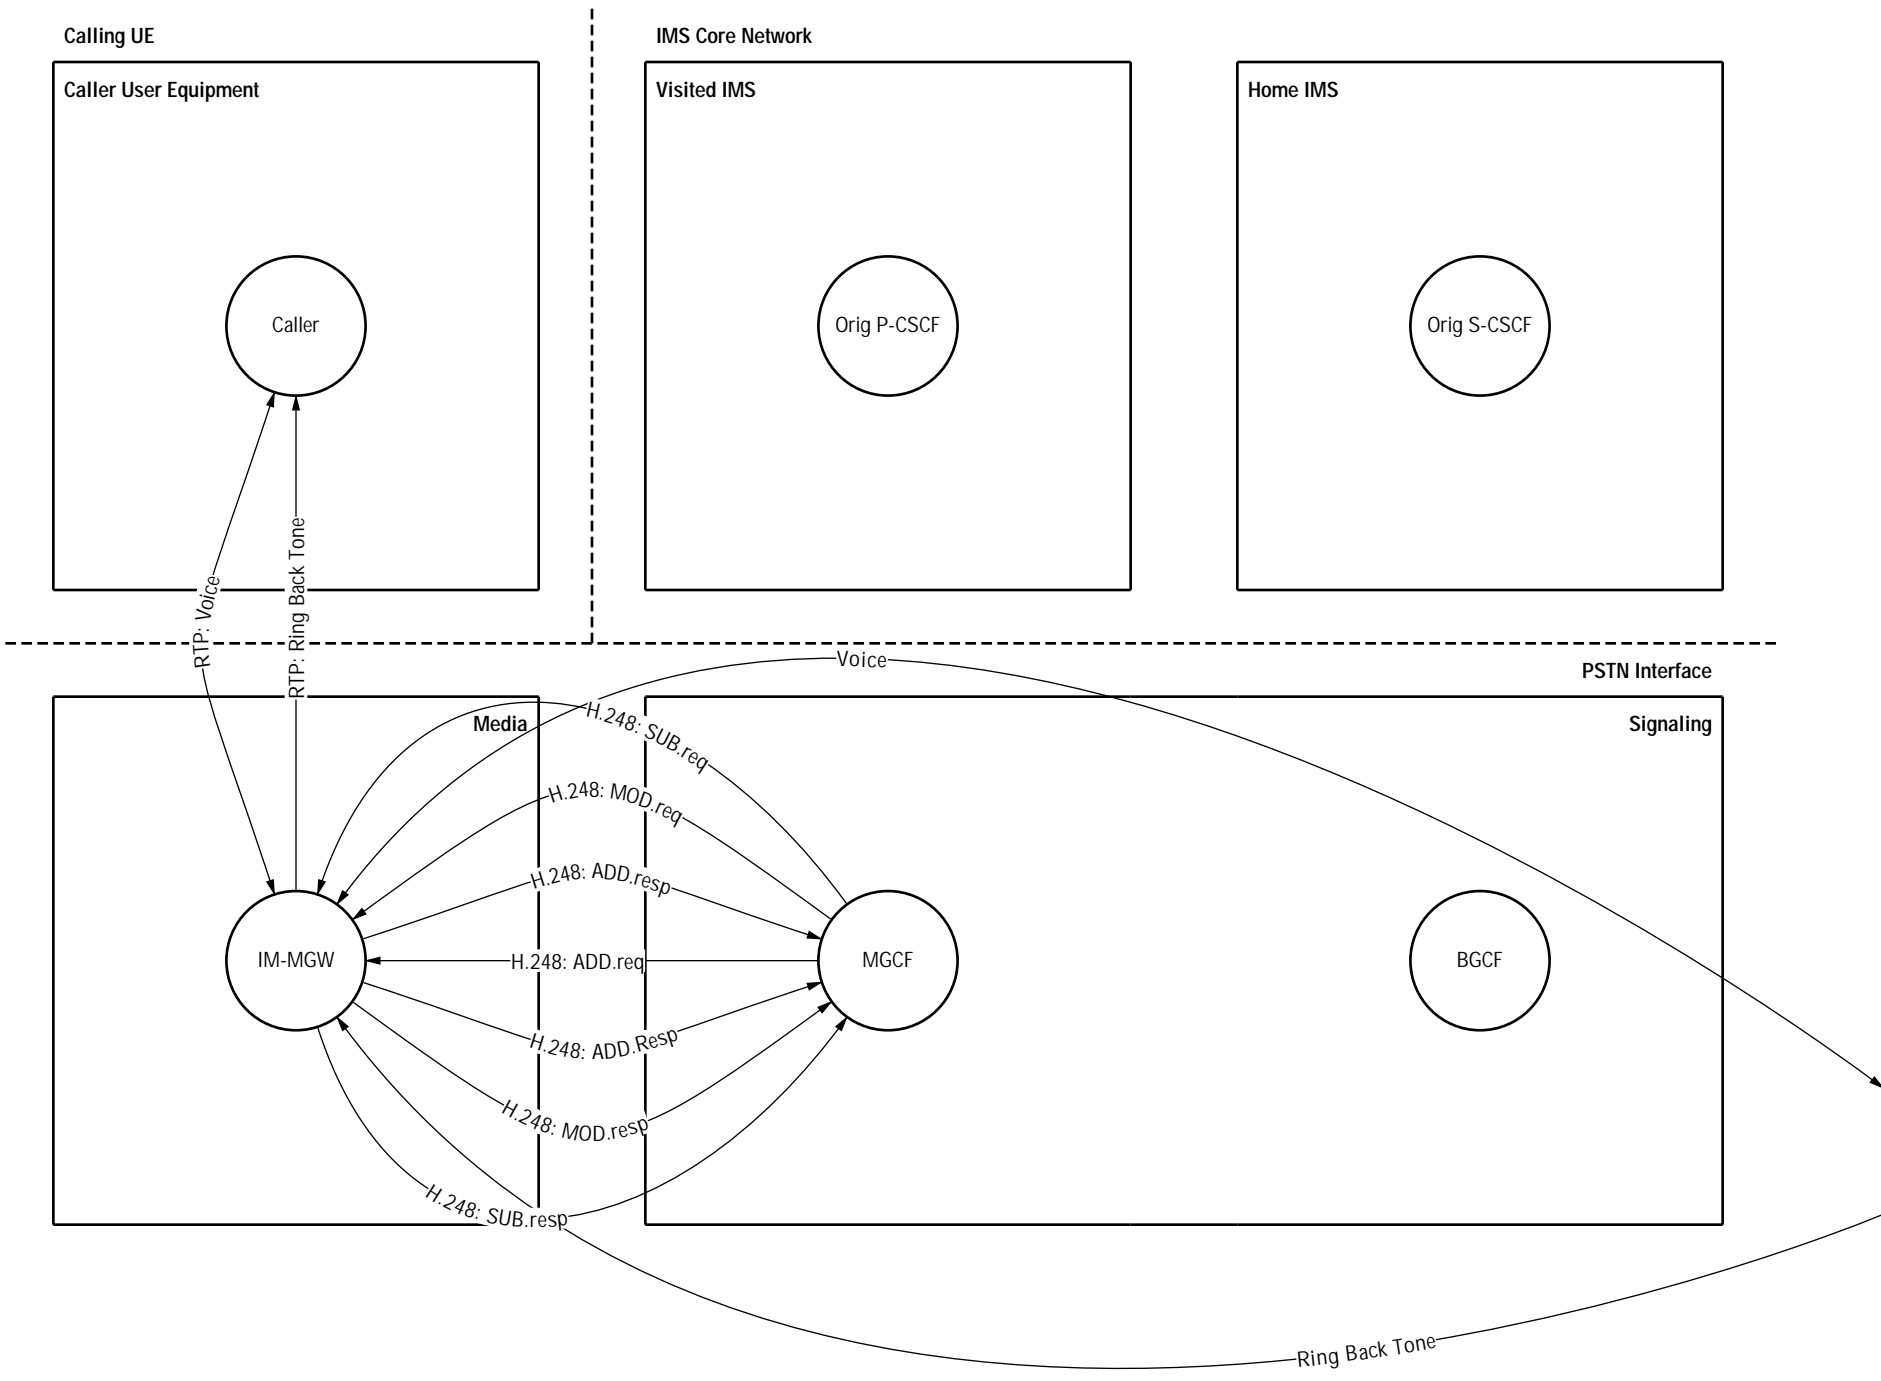 Calling UE
IMS Core Network
Caller User Equipment
Visited IMS
Home IMS
Caller
Orig P-CSCF
Orig S-CSCF
RTP: Voice
RTP: Ring Back Tone
Voice
PSTN Interface
Media
Signaling
H.248: SUB.req
H.248: MOD.req
H.248: ADD.resp
IM-MGW
H.248: ADD.req
MGCF
BGCF
H.248: ADD.Resp
H.248: MOD.resp
H.248: SUB.resp
Ring Back Tone